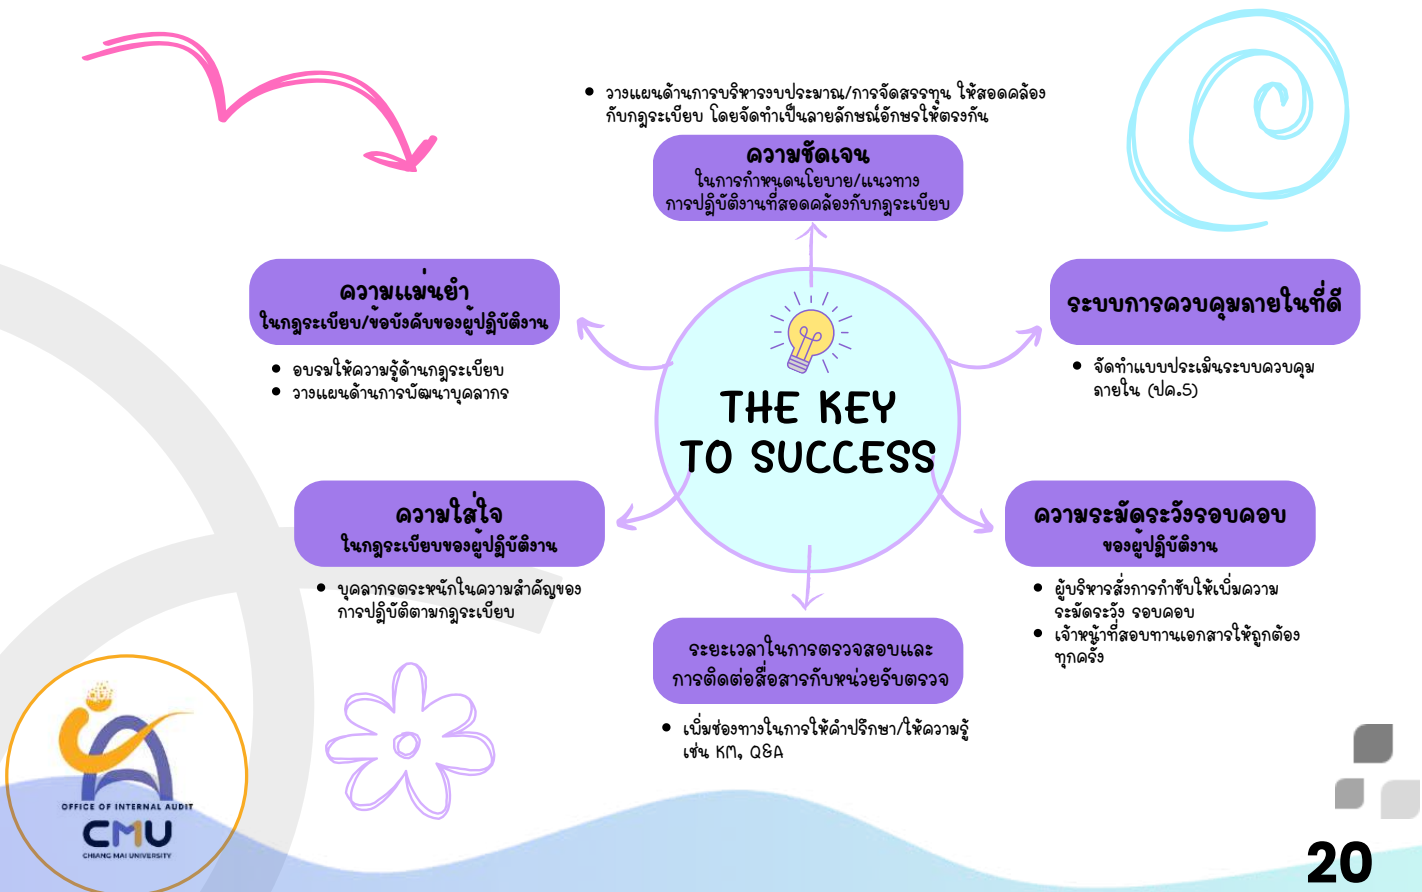 วางแผนด้านการบริหารงบประมาณ/การจัดสรรทุน ให้สอดคล้อง
กับกฎระเบียบ โดยจัดทำเป็นลายลักษณ์อักษรให้ตรงกัน
ความชัดเจน
ในการกำหนดนโยบาย/แนวทาง
การปฏิบัติงานที่สอดคล้องกับกฎระเบียบ
ความแม่นยำ
ในกฎระเบียบ/ข้อบังคับของผู้ปฏิบัติงาน
อบรมให้ความรู้ด้านกฎระเบียบ
วางแผนด้านการพัฒนาบุคลากร
ระบบการควบคุมภายในที่ดี
จัดทำแบบประเมินระบบควบคุม
ภายใน (ปค.5)
THE KEY
TO SUCCESS
ความใส่ใจ
ในกฎระเบียบของผู้ปฏิบัติงาน
บุคลากรตระหนักในความสำคัญของ
การปฏิบัติตามกฎระเบียบ
ความระมัดระวังรอบคอบ
ของผู้ปฏิบัติงาน
ผู้บริหารสั่งการกำชับให้เพิ่มความ
ระมัดระวัง รอบคอบ
เจ้าหน้าที่สอบทานเอกสารให้ถูกต้อง
ทุกครั้ง
ระยะเวลาในการตรวจสอบและ
การติดต่อสื่อสารกับหน่วยรับตรวจ
เพิ่มช่องทางในการให้คำปรึกษา/ให้ความรู้
เช่น KM, Q&A
OFFICE OF INTERNAL AUDIT
CMU
CHIANG MAI UNIVERSITY
20